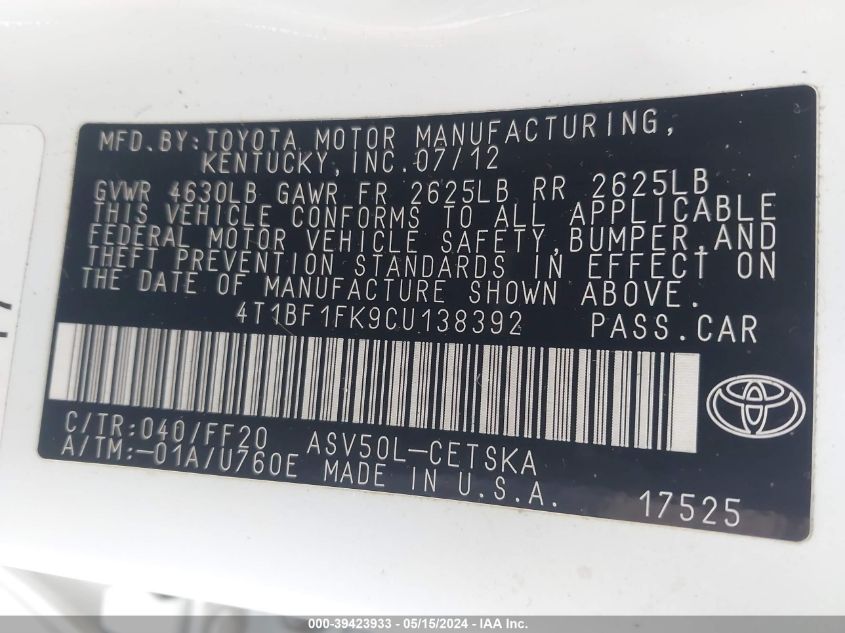 MFD.BY:TOYOTA MOTOR MANUFACTURING,
KENTUCKY,INC.07/12
GVWR 4630LB GAWR FR 2625LB RR 2625LB
THIS VEHICLE CONFORMS TO ALL APPLICABLE
FEDERAL MOTOR VEHICLE SAFETY,BUMPER,AND
THEFT PREVENTION STANDARDS IN EFFECT ON
THE DATE OF MANUFACTURE SHOWN ABOVE.
4T1BF1FK9CU138392 PASS.CAR
C/TR:040/FF20 ASV50L-CETSKA
A/TM:-01A/U760E MADE IN U.S.A.
17525
000-39423933 - 05/15/2024 - IAA Inc.